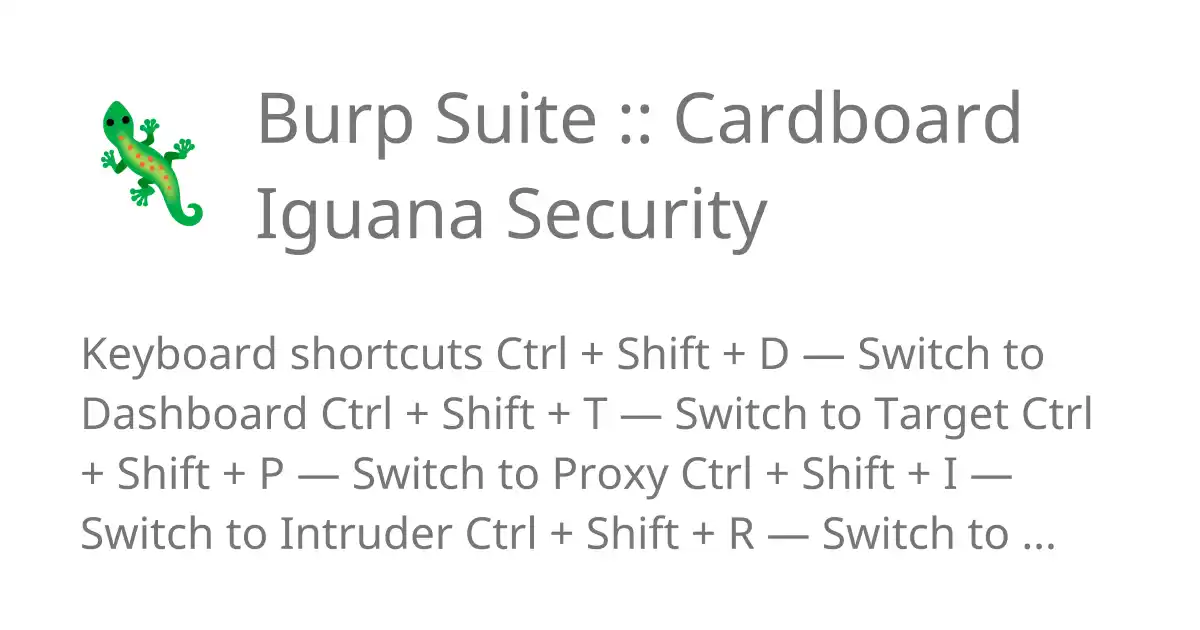 Burp Suite :: Cardboard
Iguana Security
Keyboard shortcuts Ctrl + Shift + D — Switch to
Dashboard Ctrl + Shift + T — Switch to Target Ctrl
+ Shift + P — Switch to Proxy Ctrl + Shift + I —
Switch to Intruder Ctrl + Shift + R — Switch to ...